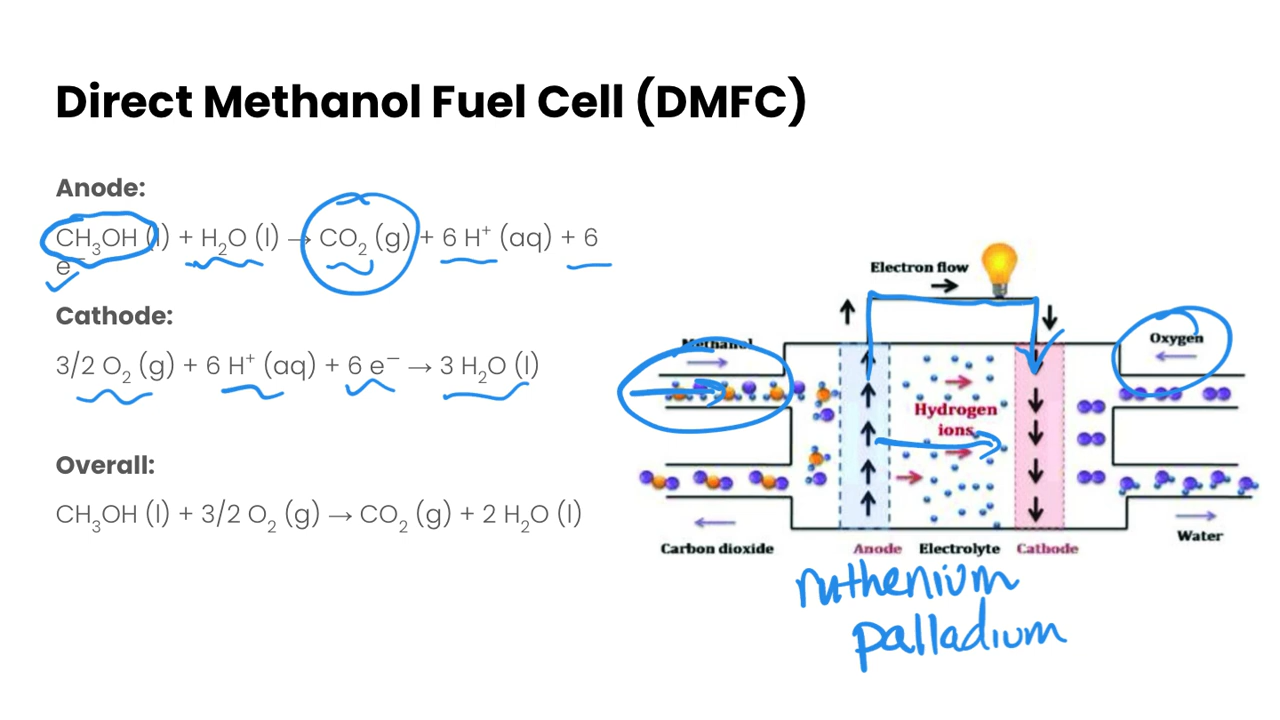 Direct Methanol Fuel Cell (DMFC)
Anode:
CH₃OH (l) + H₂O (l) → CO₂ (g) + 6 H⁺ (aq) + 6
e⁻
Cathode:
3/2 O₂ (g) + 6 H⁺ (aq) + 6 e⁻ → 3 H₂O (l)
Overall:
CH₃OH (l) + 3/2 O₂ (g) → CO₂ (g) + 2 H₂O (l)
Electron flow
Methanol
Oxygen
Hydrogen
ions
Carbon dioxide
Anode
Electrolyte
Cathode
Water
ruthenium
palladium